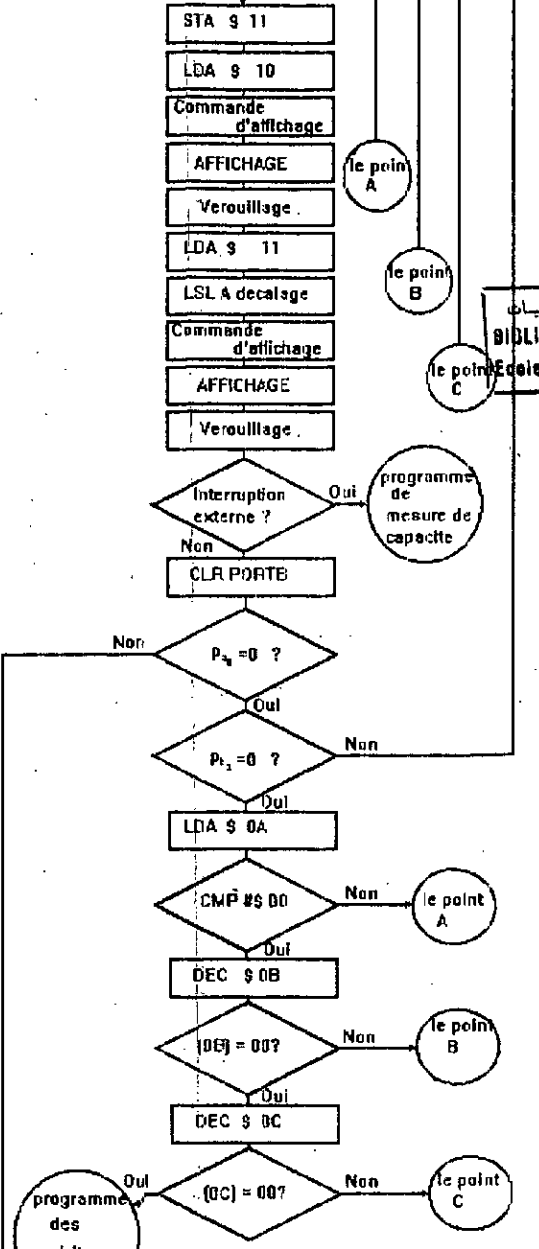 STA $ 11
LDA $ 10
Commande
d'affichage
AFFICHAGE
Verouillage
LDA $ 11
LSL A decalage
Commande
d'affichage
AFFICHAGE
Verouillage
le point
A
le point
B
le point
C
BIBLI
Ecole
Interruption
externe ?
Oui
programme
de
mesure de
capacite
Non
CLR PORTB
Non
=0 ?
Oui
=0 ?
Non
Oui
LDA $ 0A
CMP #$ 00
Non
le point
A
Oui
DEC $ 0B
(0B) = 00?
Non
le point
B
Oui
DEC $ 0C
(0C) = 00?
Oui
programme
des
Non
le point
C